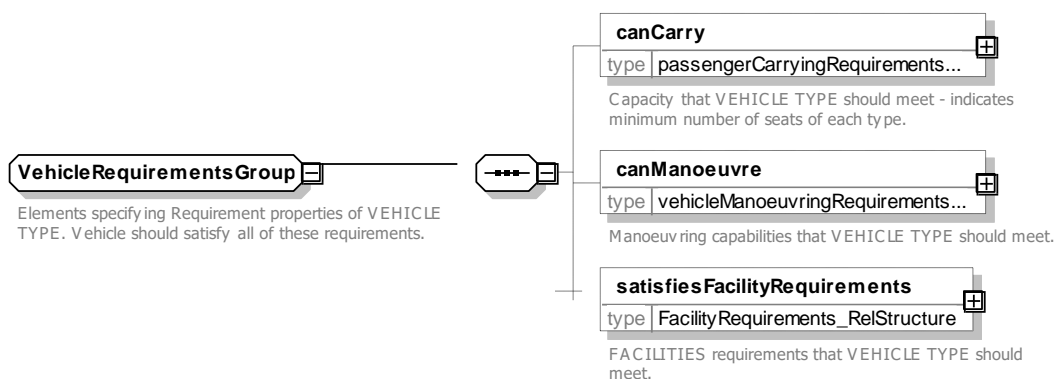 canCarry
type passengerCarryingRequirements...
Capacity that VEHICLE TYPE should meet - indicates
minimum number of seats of each type.
VehicleRequirementsGroup
Elements specifying Requirement properties of VEHICLE
TYPE. Vehicle should satisfy all of these requirements.
canManoeuvre
type vehicleManoeuvringRequirements...
Manoeuvring capabilities that VEHICLE TYPE should meet.
satisfiesFacilityRequirements
type FacilityRequirements_RelStructure
FACILITIES requirements that VEHICLE TYPE should
meet.